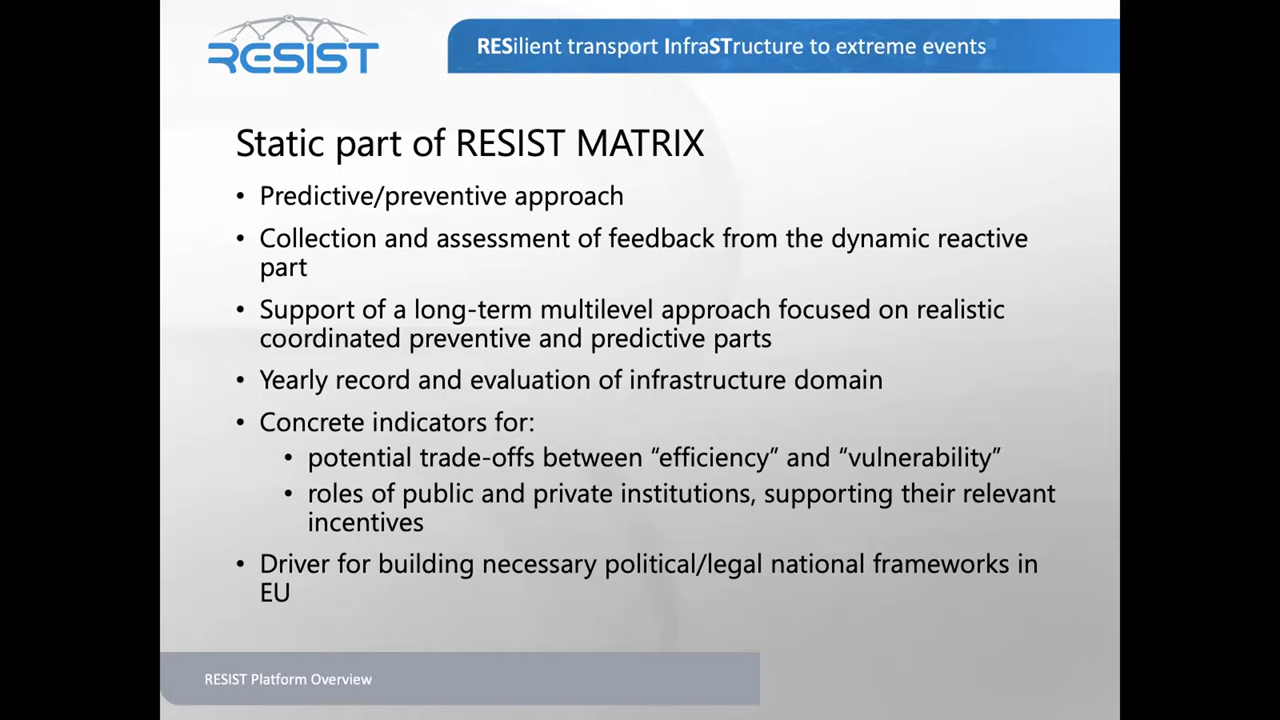 RESIST
RESilient transport InfraSTructure to extreme events
Static part of RESIST MATRIX
• Predictive/preventive approach
• Collection and assessment of feedback from the dynamic reactive
part
• Support of a long-term multilevel approach focused on realistic
coordinated preventive and predictive parts
• Yearly record and evaluation of infrastructure domain
• Concrete indicators for:
• potential trade-offs between “efficiency” and “vulnerability”
• roles of public and private institutions, supporting their relevant
incentives
• Driver for building necessary political/legal national frameworks in
EU
RESIST Platform Overview